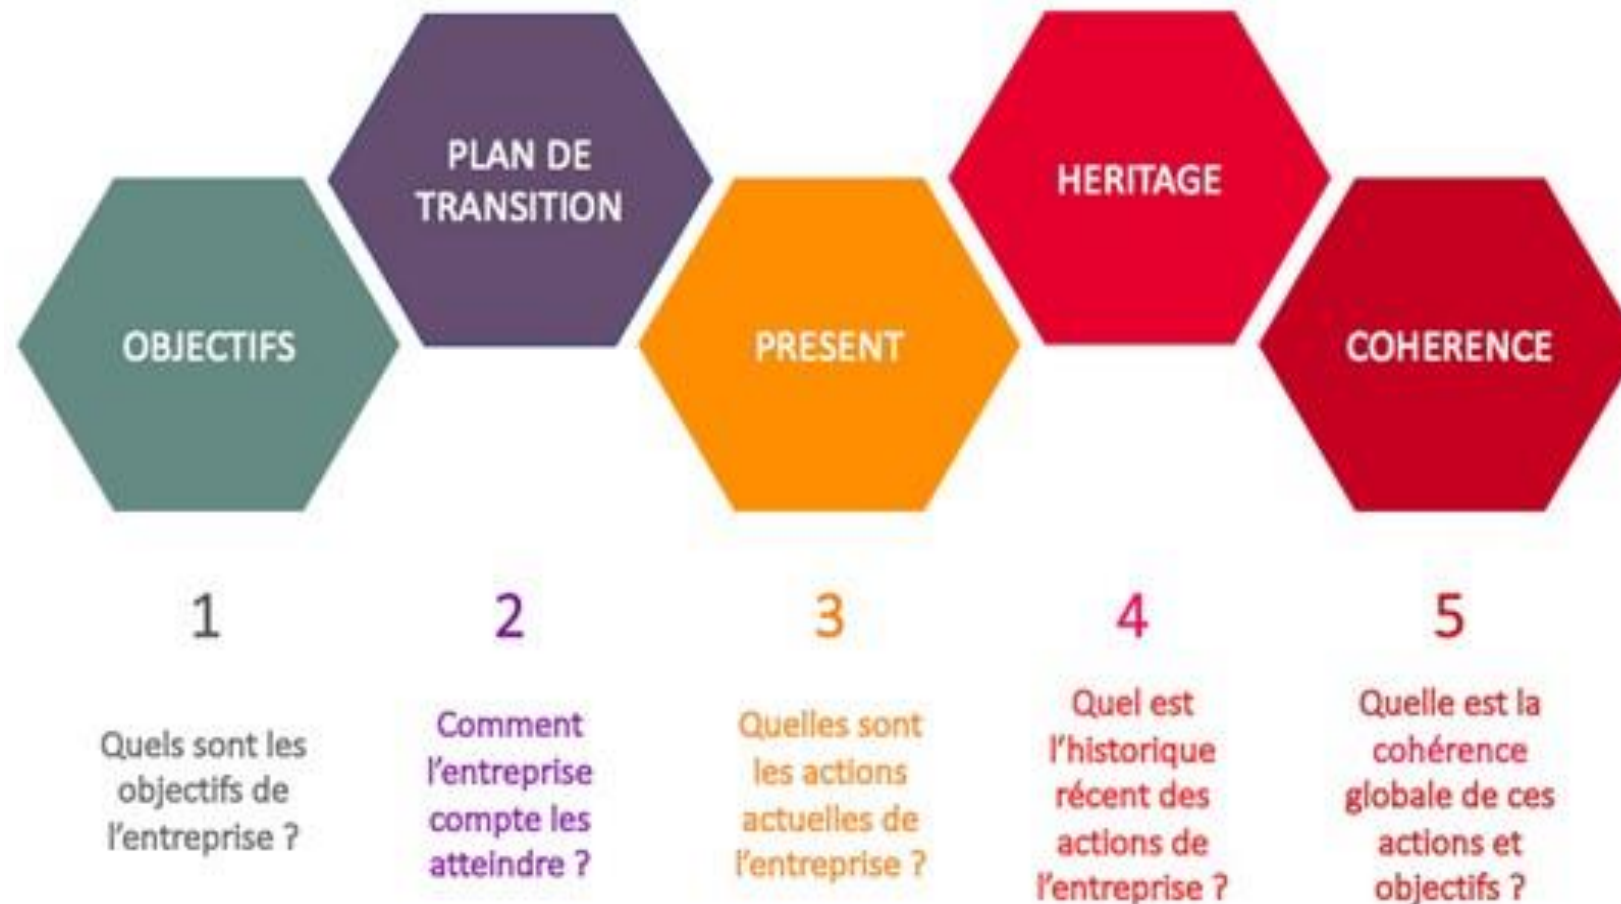 OBJECTIFS
PLAN DE
TRANSITION
PRESENT
HERITAGE
COHERENCE
1
Quels sont les
objectifs de
l'entreprise ?
2
Comment
l'entreprise
compte les
atteindre ?
3
Quelles sont
les actions
actuelles de
l'entreprise ?
4
Quel est
l'historique
récent des
actions de
l'entreprise ?
5
Quelle est la
cohérence
globale de ces
actions et
objectifs ?